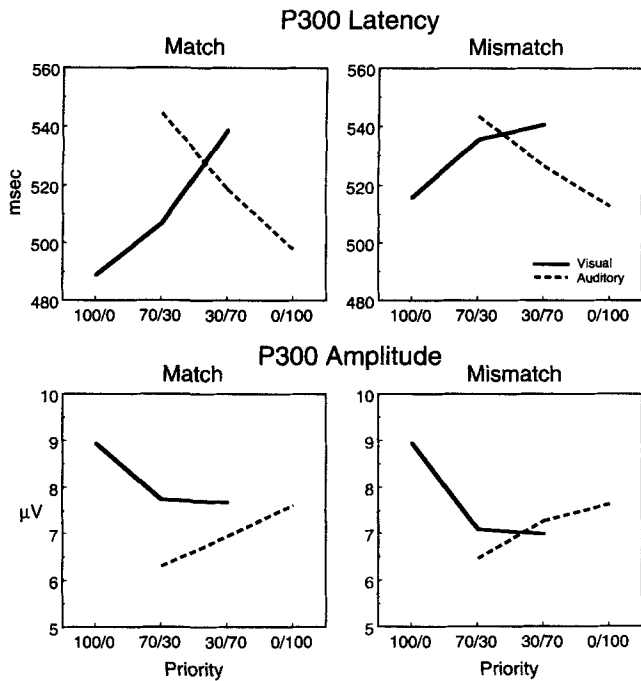 P300 Latency
Match
Mismatch
560
540
520
500
480
msec
100/0 70/30 30/70 0/100
560
540
520
500
480
Visual
Auditory
100/0 70/30 30/70 0/100
P300 Amplitude
Match
Mismatch
10
9
8
7
6
5
μV
100/0 70/30 30/70 0/100
Priority
10
9
8
7
6
5
100/0 70/30 30/70 0/100
Priority